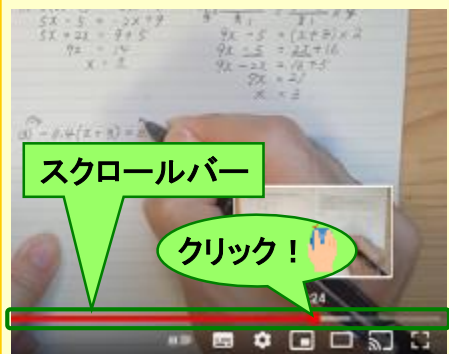 5x - 5 = -2x + 9
5x + 2x = 9 + 5
7x = 14
x = 2
9x - 5 = (x + 8) × 2
9x - 5 = 2x + 16
9x - 2x = 16 + 5
7x = 21
x = 3
スクロールバー
クリック！
24